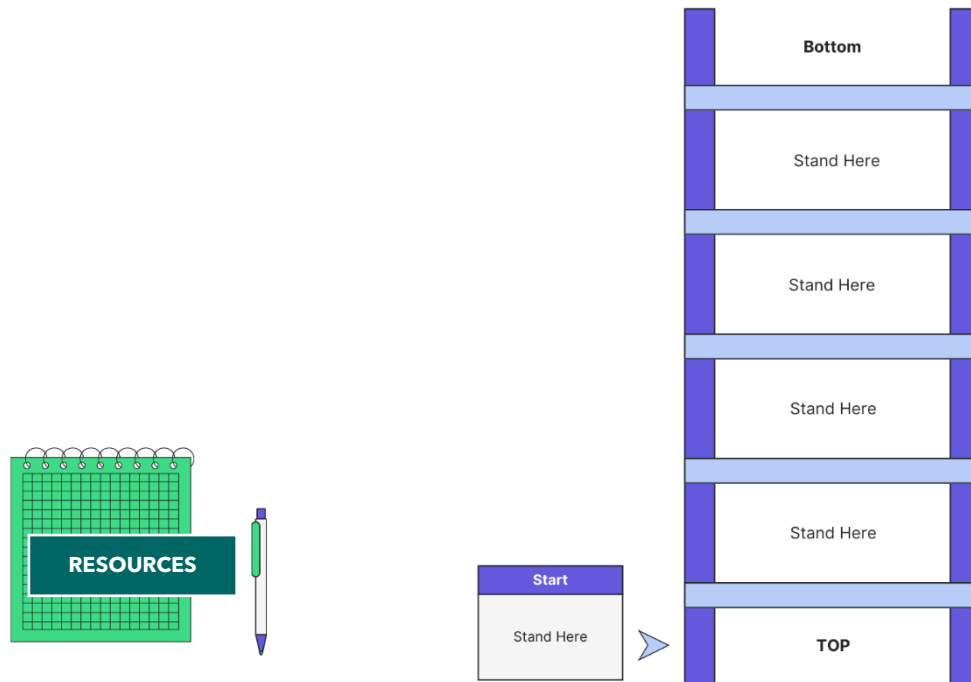 Bottom
Stand Here
Stand Here
Stand Here
Stand Here
RESOURCES
Start
Stand Here
TOP